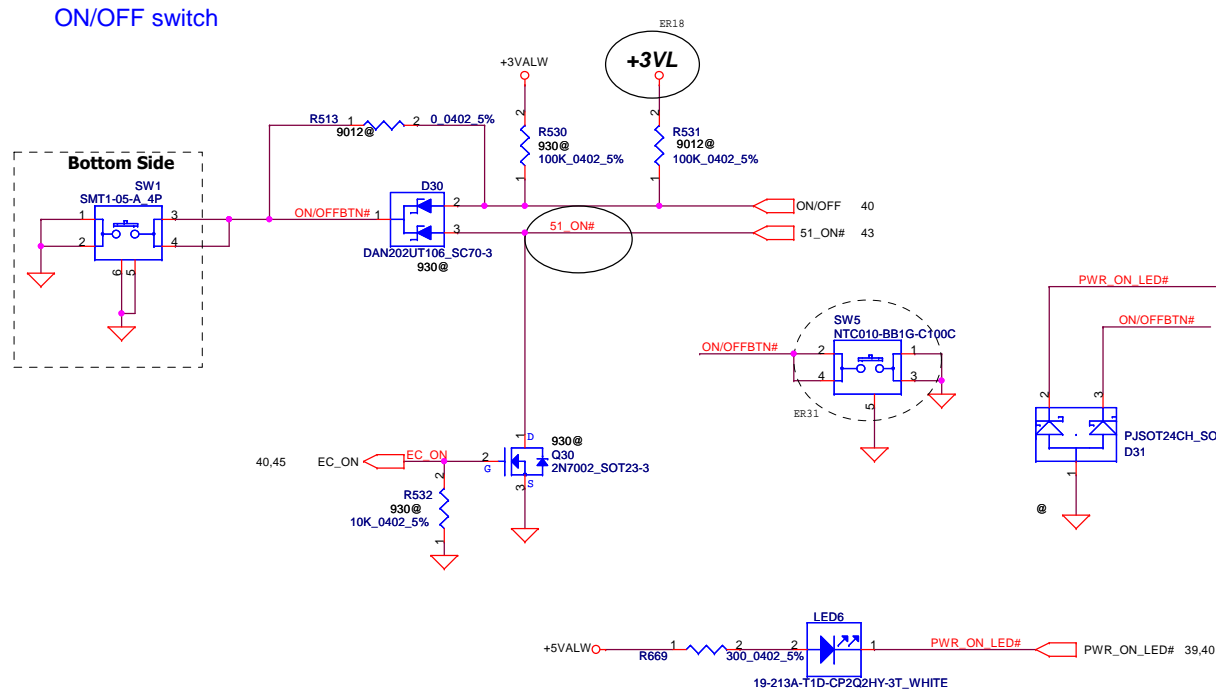 ON/OFF switch
ER18
+3VALW
+3VL
R513 1 2 0_0402_5%
9012@
2
R530
930@
100K_0402_5%
1
2
R531
9012@
100K_0402_5%
1
Bottom Side
SW1
SMT1-05-A_4P
1
2
3
4
6
5
ON/OFFBTN#
1
D30
2
3
DAN202UT106_SC70-3
930@
51_ON#
ON/OFF 40
51_ON# 43
PWR_ON_LED#
ON/OFFBTN#
SW5
NTC010-BB1G-C100C
ON/OFFBTN#
2
4
1
3
5
ER31
2
3
PJSOT24CH_SO
D31
1
@
40,45 EC_ON
EC_ON
2
G
1
D
930@
Q30
2N7002_SOT23-3
3
S
2
R532
930@
10K_0402_5%
1
LED6
+5VALW
R669
1
2
300_0402_5%
2
1
PWR_ON_LED#
PWR_ON_LED# 39,40
19-213A-T1D-CP2Q2HY-3T_WHITE